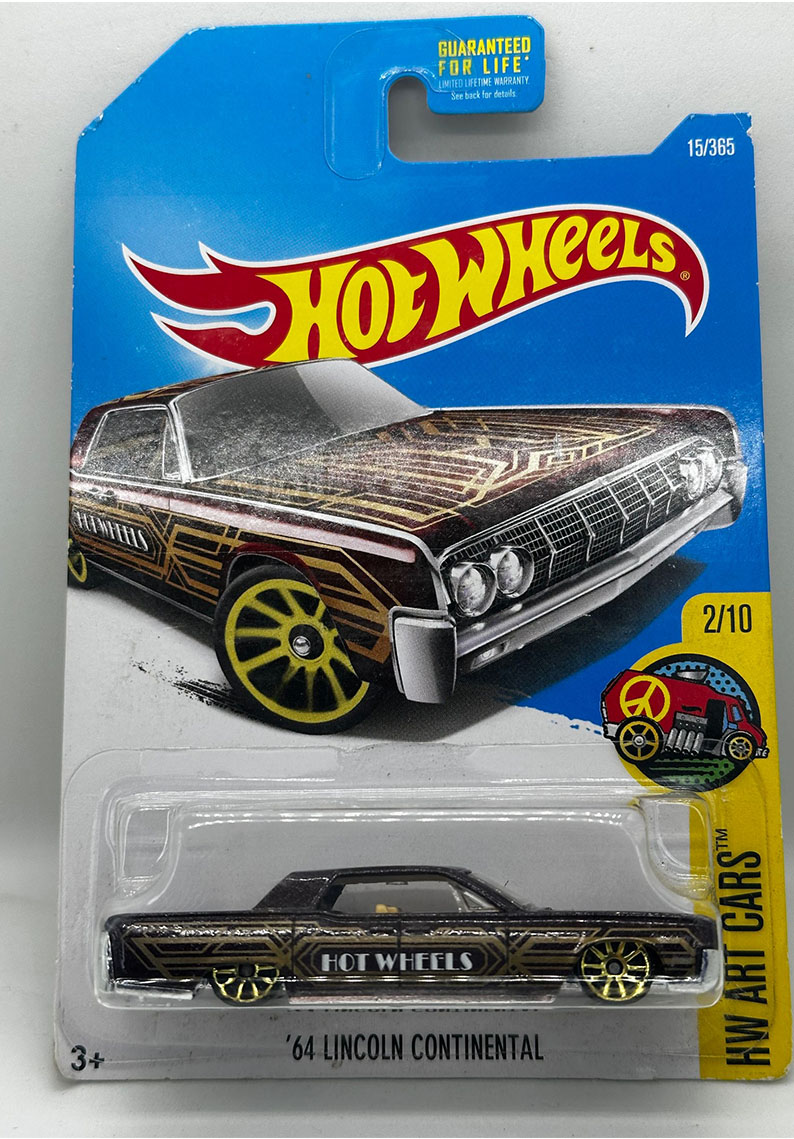 GUARANTEED
FOR LIFE*
LIMITED LIFETIME WARRANTY.
See back for details.
15/365
HOT WHEELS®
HOT WHEELS
2/10
HW ART CARS™
HOT WHEELS
'64 LINCOLN CONTINENTAL
3+